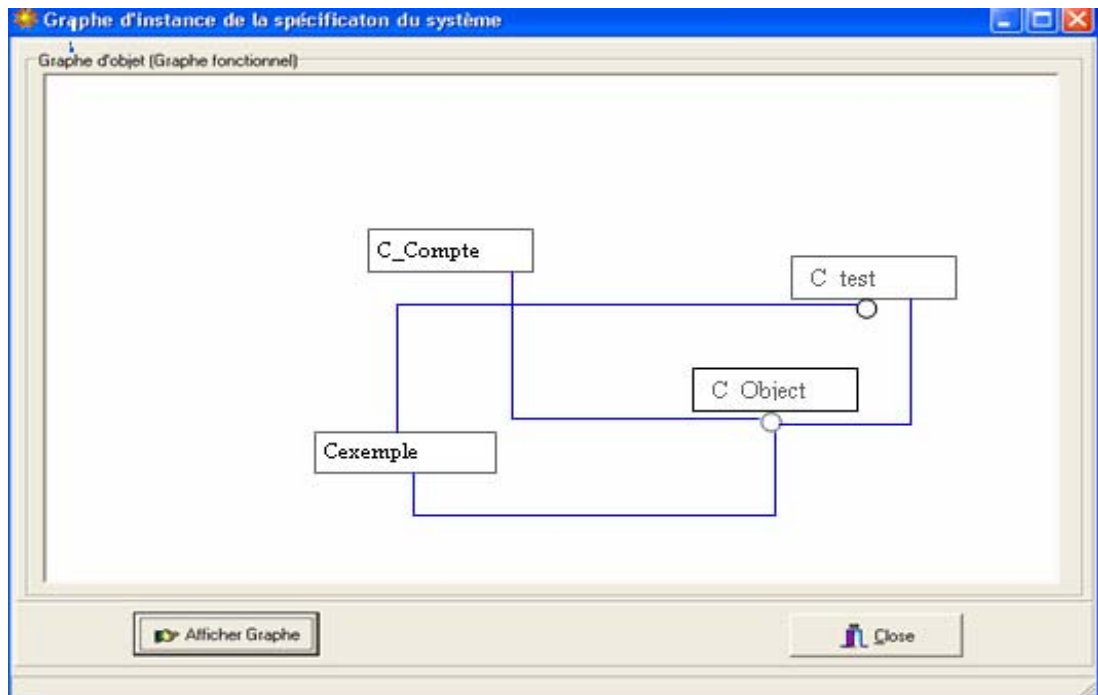 Graphe d'instance de la spécificaton du système
Graphe d'objet (Graphe fonctionnel)
C_Compte
C test
C Object
Cexemple
Afficher Graphe
Close